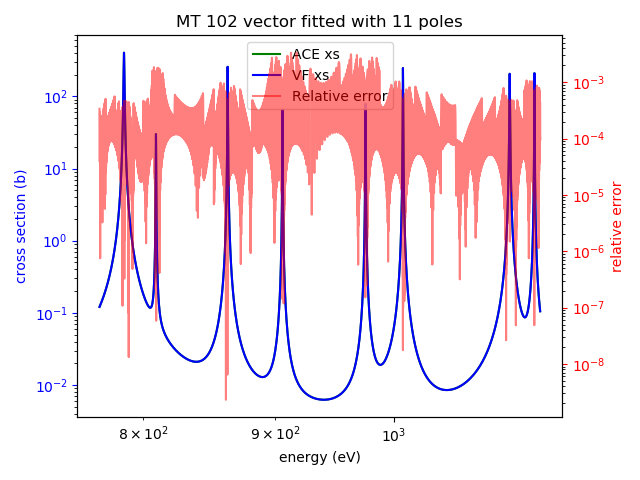 MT 102 vector fitted with 11 poles
ACE xs
VF xs
Relative error
cross section (b)
10²
10¹
10⁰
10⁻¹
10⁻²
10⁻³
10⁻⁴
10⁻⁵
10⁻⁶
10⁻⁷
10⁻⁸
relative error
8 × 10²
9 × 10²
10³
energy (eV)